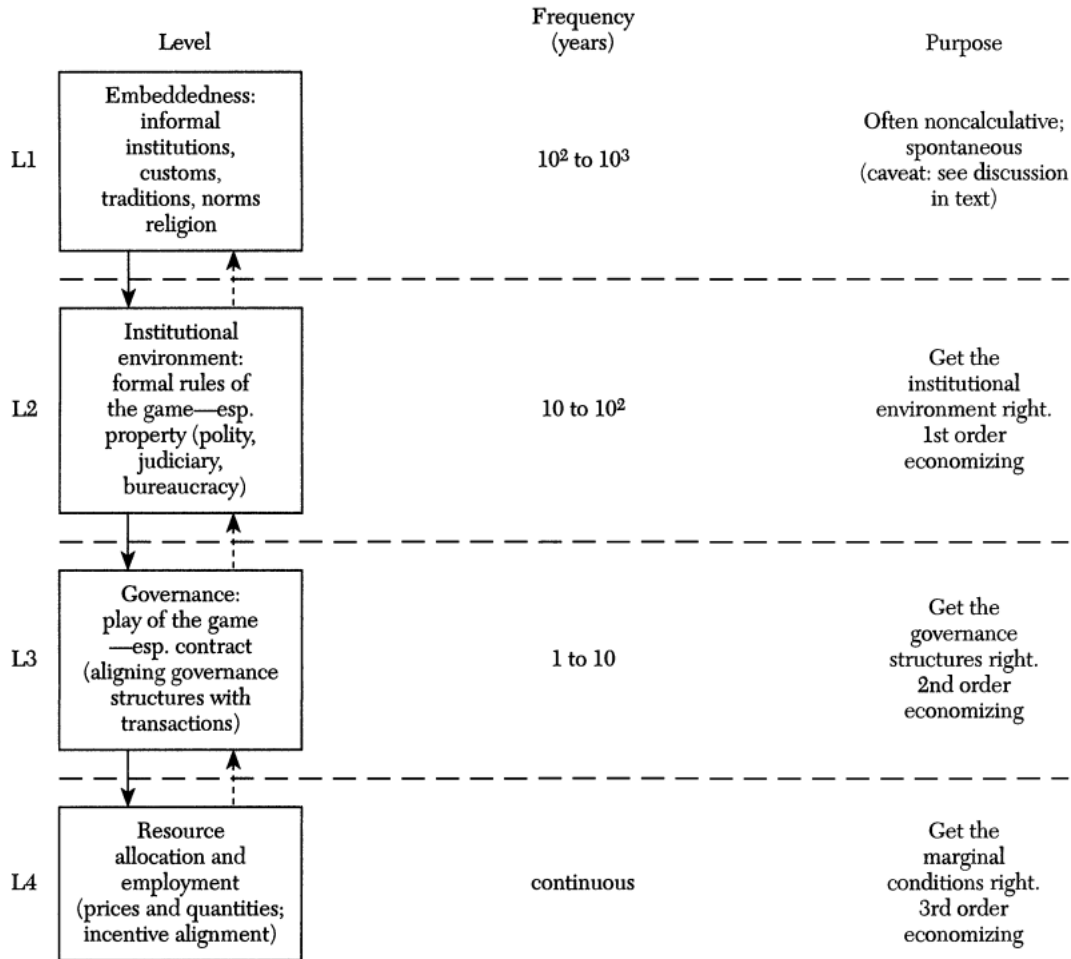 Level
Frequency
(years)
Purpose
L1
Embeddedness:
informal
institutions,
customs,
traditions, norms
religion
10² to 10³
Often noncalculative;
spontaneous
(caveat: see discussion
in text)
L2
Institutional
environment:
formal rules of
the game—esp.
property (polity,
judiciary,
bureaucracy)
10 to 10²
Get the
institutional
environment right.
1st order
economizing
L3
Governance:
play of the game
—esp. contract
(aligning governance
structures with
transactions)
1 to 10
Get the
governance
structures right.
2nd order
economizing
L4
Resource
allocation and
employment
(prices and quantities;
incentive alignment)
continuous
Get the
marginal
conditions right.
3rd order
economizing